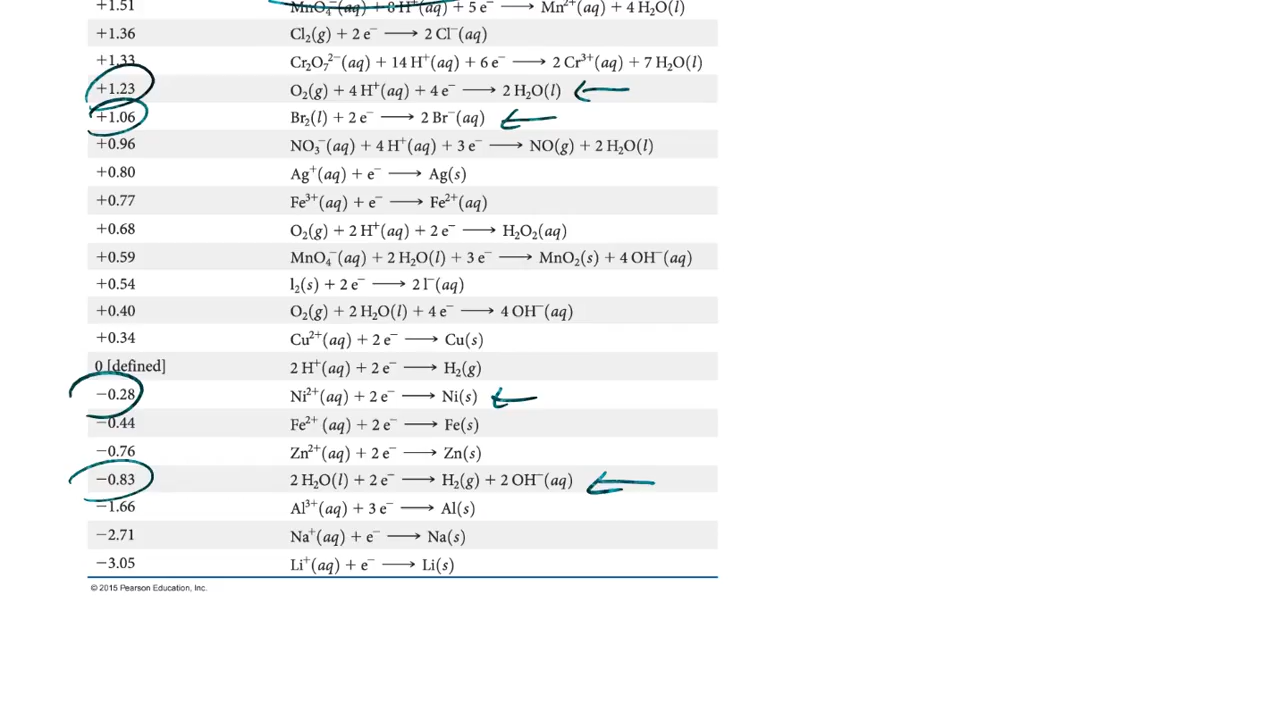 +1.51 MnO₄⁻(aq) + 8 H⁺(aq) + 5 e⁻ ⟶ Mn²⁺(aq) + 4 H₂O(l)
+1.36 Cl₂(g) + 2 e⁻ ⟶ 2 Cl⁻(aq)
+1.33 Cr₂O₇²⁻(aq) + 14 H⁺(aq) + 6 e⁻ ⟶ 2 Cr³⁺(aq) + 7 H₂O(l)
+1.23 O₂(g) + 4 H⁺(aq) + 4 e⁻ ⟶ 2 H₂O(l)
+1.06 Br₂(l) + 2 e⁻ ⟶ 2 Br⁻(aq)
+0.96 NO₃⁻(aq) + 4 H⁺(aq) + 3 e⁻ ⟶ NO(g) + 2 H₂O(l)
+0.80 Ag⁺(aq) + e⁻ ⟶ Ag(s)
+0.77 Fe³⁺(aq) + e⁻ ⟶ Fe²⁺(aq)
+0.68 O₂(g) + 2 H⁺(aq) + 2 e⁻ ⟶ H₂O₂(aq)
+0.59 MnO₄⁻(aq) + 2 H₂O(l) + 3 e⁻ ⟶ MnO₂(s) + 4 OH⁻(aq)
+0.54 l₂(s) + 2 e⁻ ⟶ 2 l⁻(aq)
+0.40 O₂(g) + 2 H₂O(l) + 4 e⁻ ⟶ 4 OH⁻(aq)
+0.34 Cu²⁺(aq) + 2 e⁻ ⟶ Cu(s)
0 [defined] 2 H⁺(aq) + 2 e⁻ ⟶ H₂(g)
−0.28 Ni²⁺(aq) + 2 e⁻ ⟶ Ni(s)
−0.44 Fe²⁺ (aq) + 2 e⁻ ⟶ Fe(s)
−0.76 Zn²⁺(aq) + 2 e⁻ ⟶ Zn(s)
−0.83 2 H₂O(l) + 2 e⁻ ⟶ H₂(g) + 2 OH⁻(aq)
−1.66 Al³⁺(aq) + 3 e⁻ ⟶ Al(s)
−2.71 Na⁺(aq) + e⁻ ⟶ Na(s)
−3.05 Li⁺(aq) + e⁻ ⟶ Li(s)
© 2015 Pearson Education, Inc.